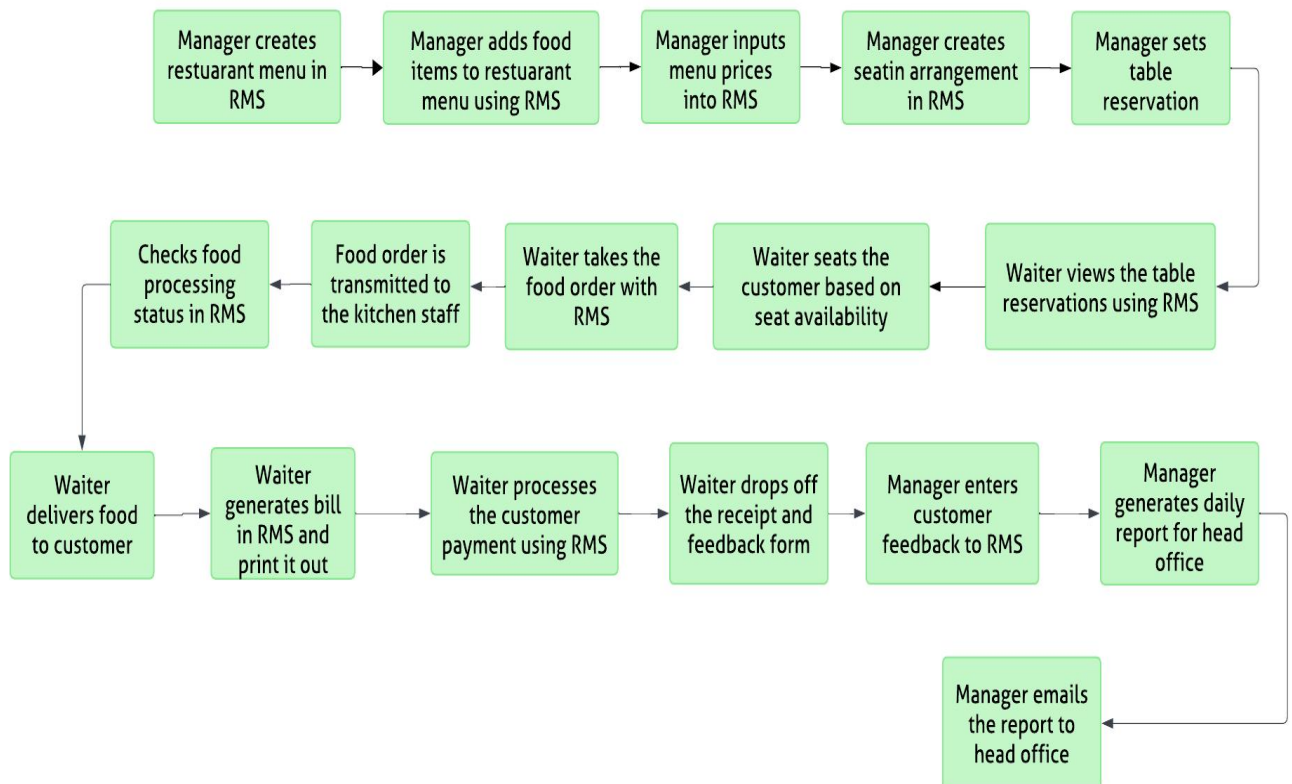 Manager creates
restuarant menu in
RMS
Manager adds food
items to restuarant
menu using RMS
Manager inputs
menu prices
into RMS
Manager creates
seatin arrangement
in RMS
Manager sets
table
reservation
Waiter views the table
reservations using RMS
Waiter seats the
customer based on
seat availability
Waiter takes the
food order with
RMS
Food order is
transmitted to
the kitchen staff
Checks food
processing
status in RMS
Waiter
delivers food
to customer
Waiter
generates bill
in RMS and
print it out
Waiter processes
the customer
payment using RMS
Waiter drops off
the receipt and
feedback form
Manager enters
customer
feedback to RMS
Manager
generates daily
report for head
office
Manager emails
the report to
head office